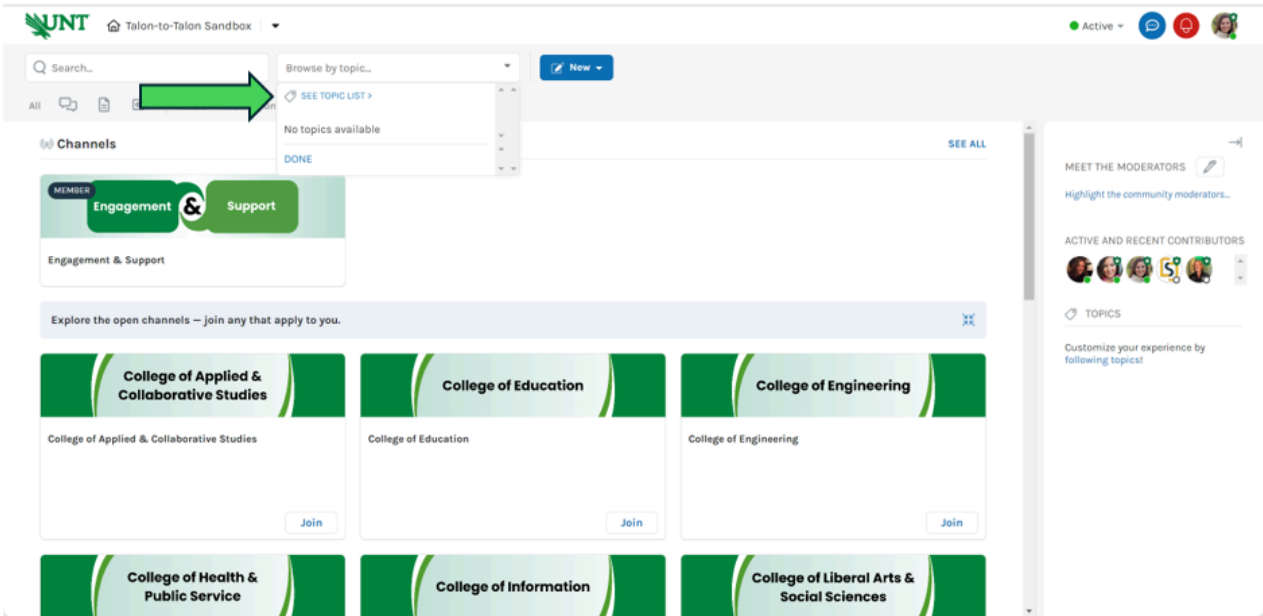 UNT
Talon-to-Talon Sandbox
Active
Search...
Browse by topic...
New
SEE TOPIC LIST >
All
No topics available
DONE
Channels
SEE ALL
MEMBER
Engagement & Support
Engagement & Support
Explore the open channels — join any that apply to you.
College of Applied &
Collaborative Studies
College of Education
College of Engineering
College of Applied & Collaborative Studies
College of Education
College of Engineering
Join
Join
Join
College of Health &
Public Service
College of Information
College of Liberal Arts &
Social Sciences
MEET THE MODERATORS
Highlight the community moderators...
ACTIVE AND RECENT CONTRIBUTORS
S
TOPICS
Customize your experience by
following topics!